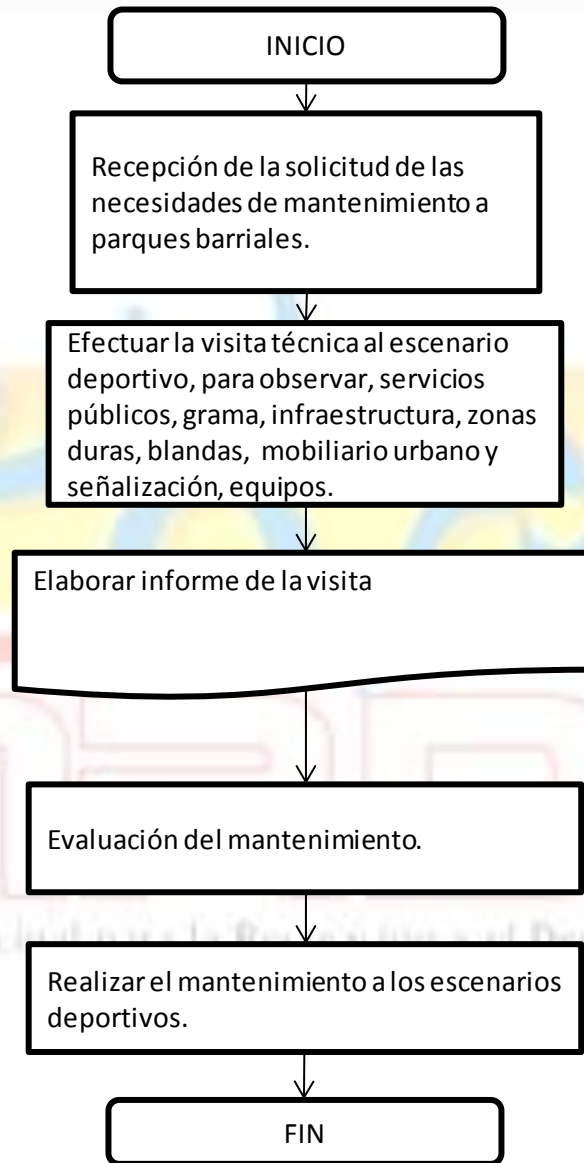 INICIO
Recepción de la solicitud de las
necesidades de mantenimiento a
parques barriales.
Efectuar la visita técnica al escenario
deportivo, para observar, servicios
públicos, grama, infraestructura, zonas
duras, blandas, mobiliario urbano y
señalización, equipos.
Elaborar informe de la visita
Evaluación del mantenimiento.
Realizar el mantenimiento a los escenarios
deportivos.
FIN